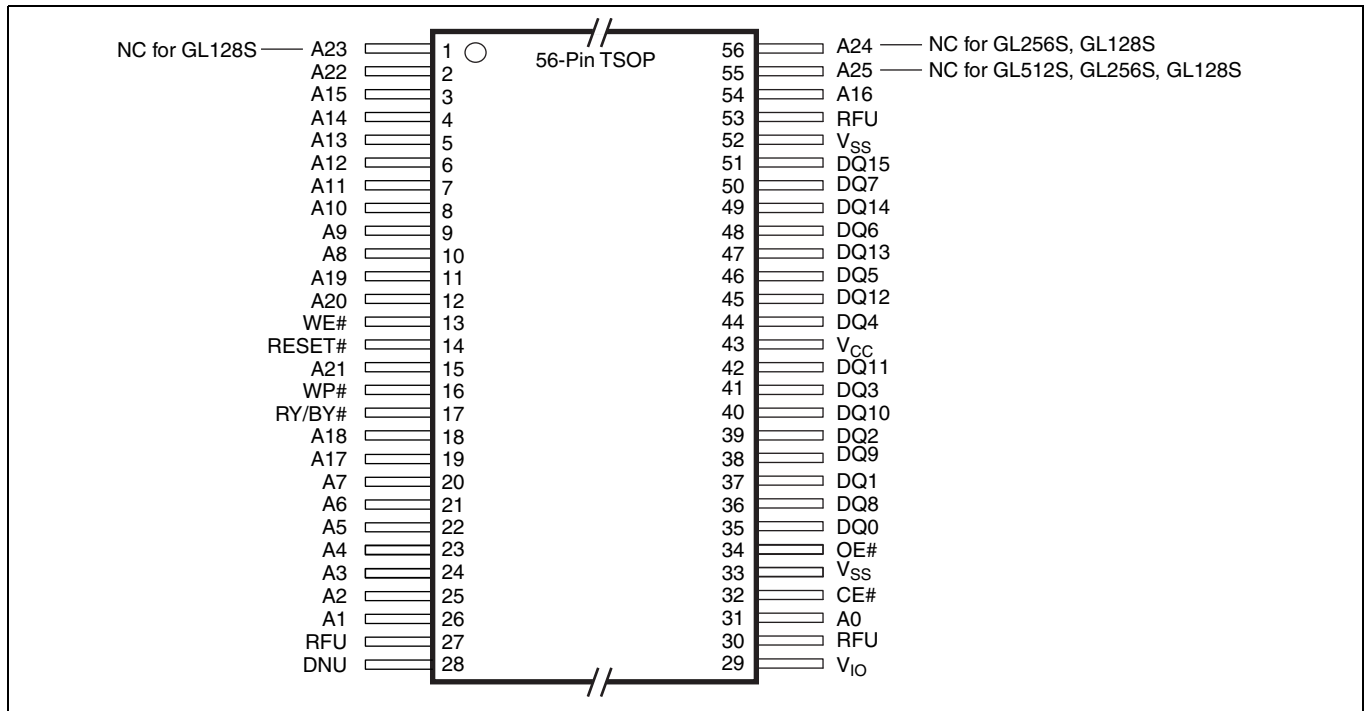 56-Pin TSOP
NC for GL128S A23 1
A22 2
A15 3
A14 4
A13 5
A12 6
A11 7
A10 8
A9 9
A8 10
A19 11
A20 12
WE# 13
RESET# 14
A21 15
WP# 16
RY/BY# 17
A18 18
A17 19
A7 20
A6 21
A5 22
A4 23
A3 24
A2 25
A1 26
RFU 27
DNU 28
56 A24 NC for GL256S, GL128S
55 A25 NC for GL512S, GL256S, GL128S
54 A16
53 RFU
52 VSS
51 DQ15
50 DQ7
49 DQ14
48 DQ6
47 DQ13
46 DQ5
45 DQ12
44 DQ4
43 VCC
42 DQ11
41 DQ3
40 DQ10
39 DQ2
38 DQ9
37 DQ1
36 DQ8
35 DQ0
34 OE#
33 VSS
32 CE#
31 A0
30 RFU
29 VIO